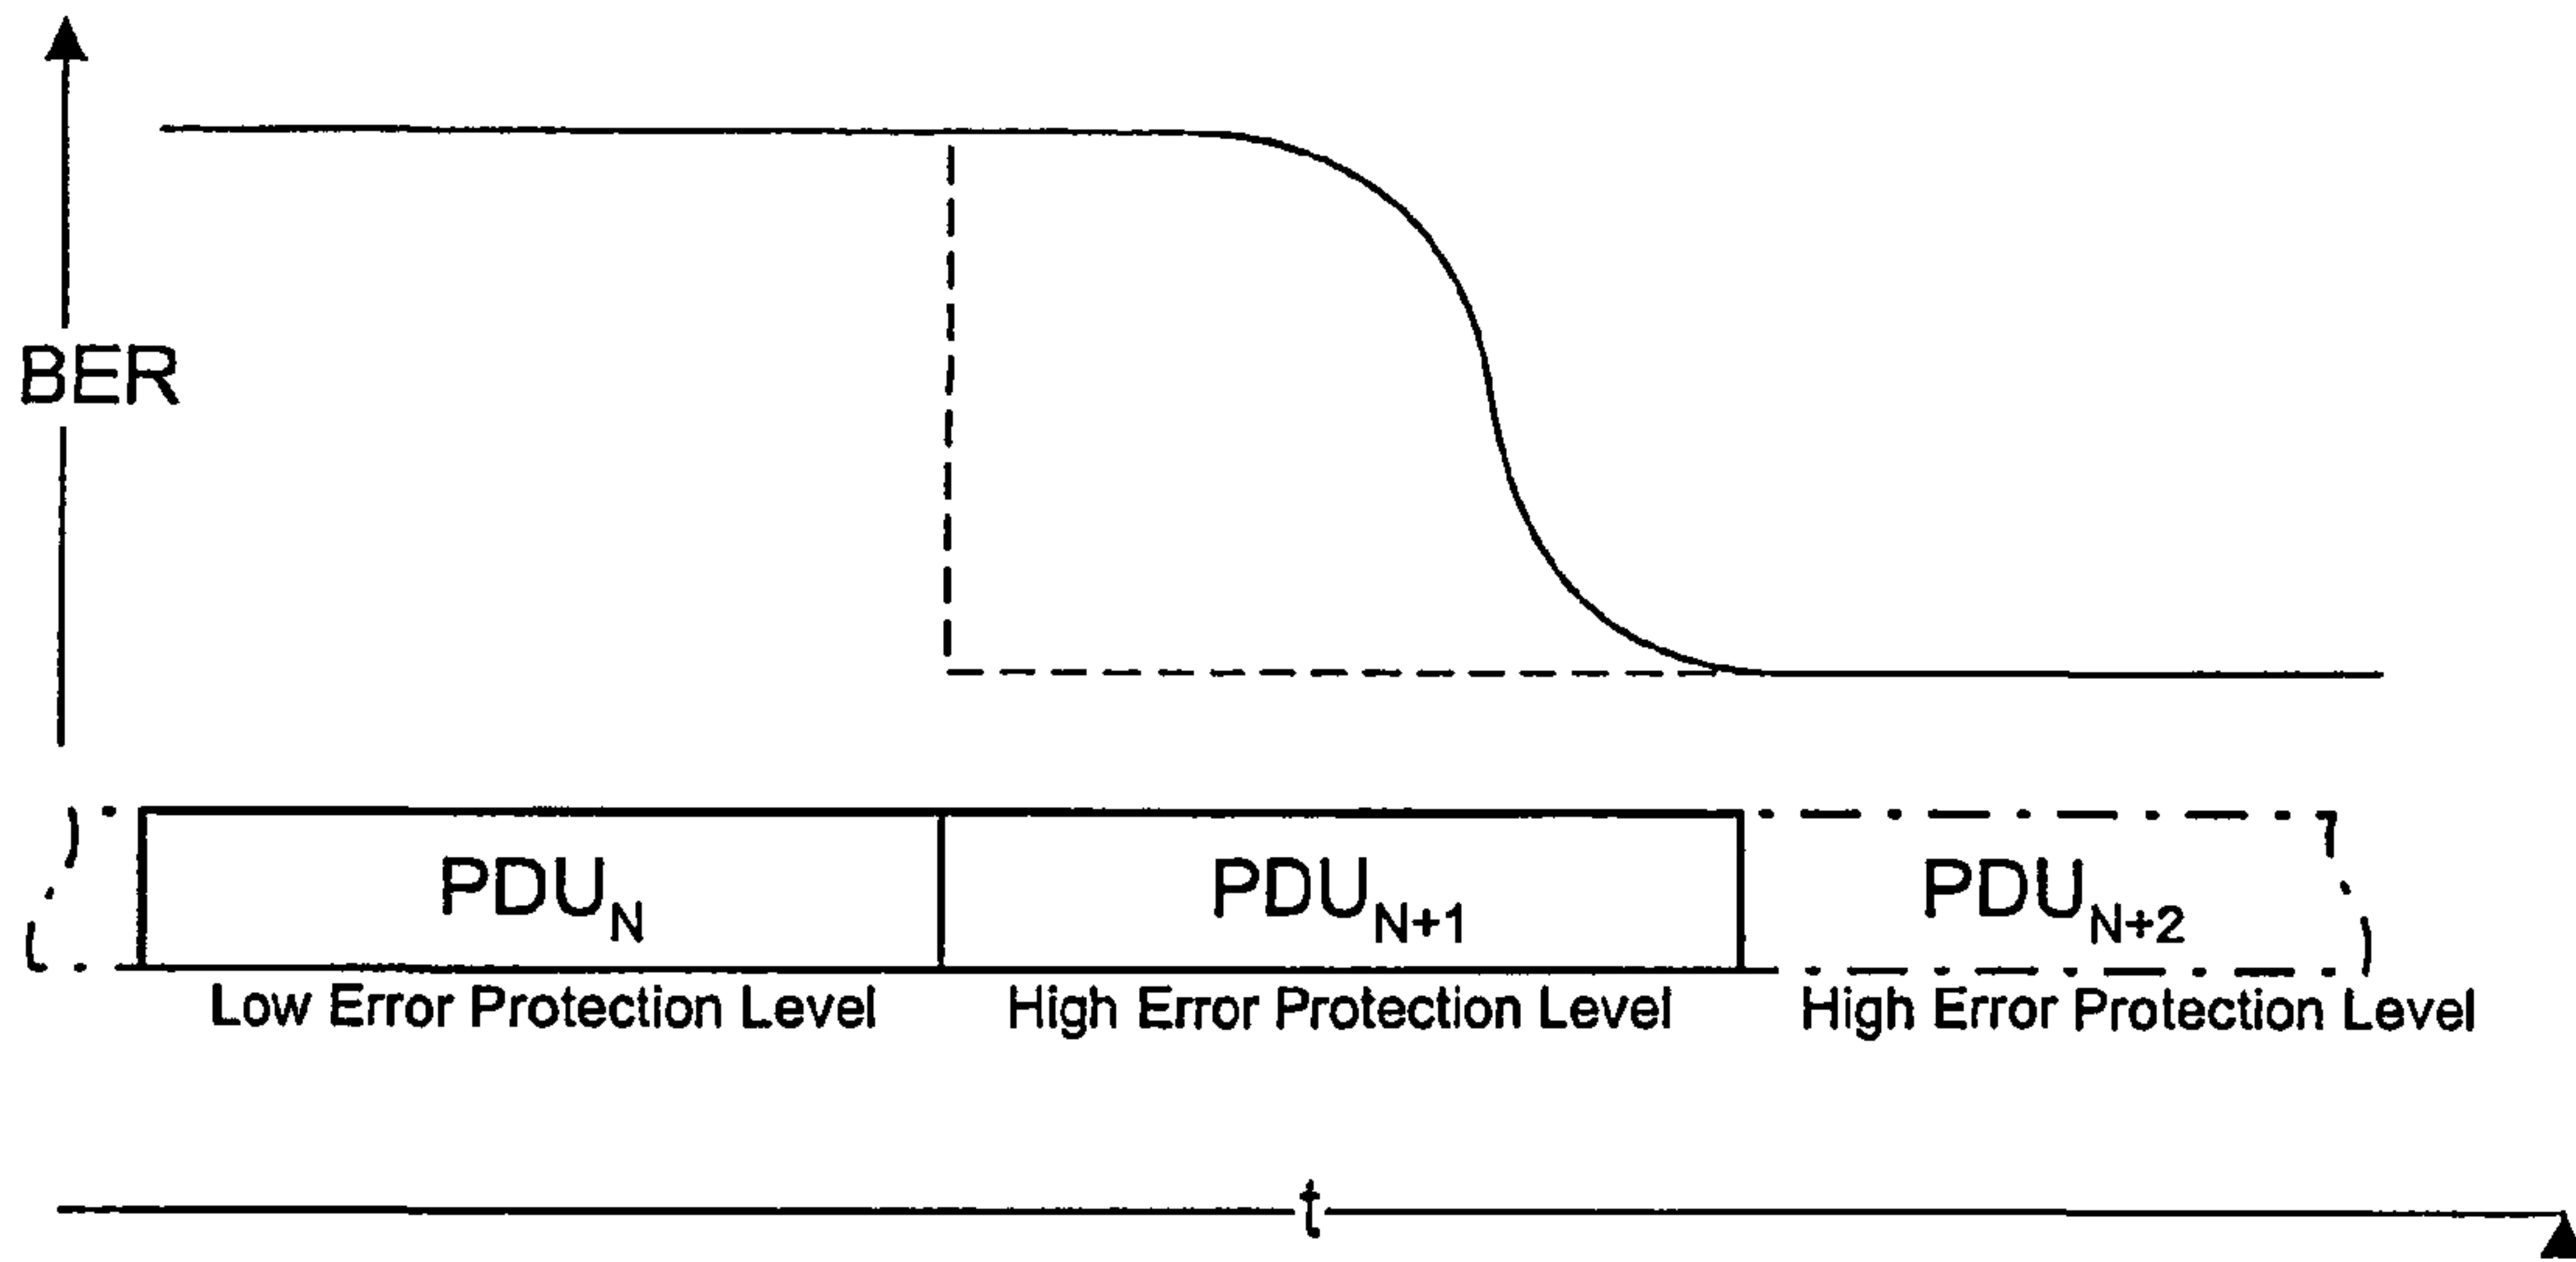 BER
PDU_N PDU_N+1 PDU_N+2
Low Error Protection Level High Error Protection Level High Error Protection Level
t